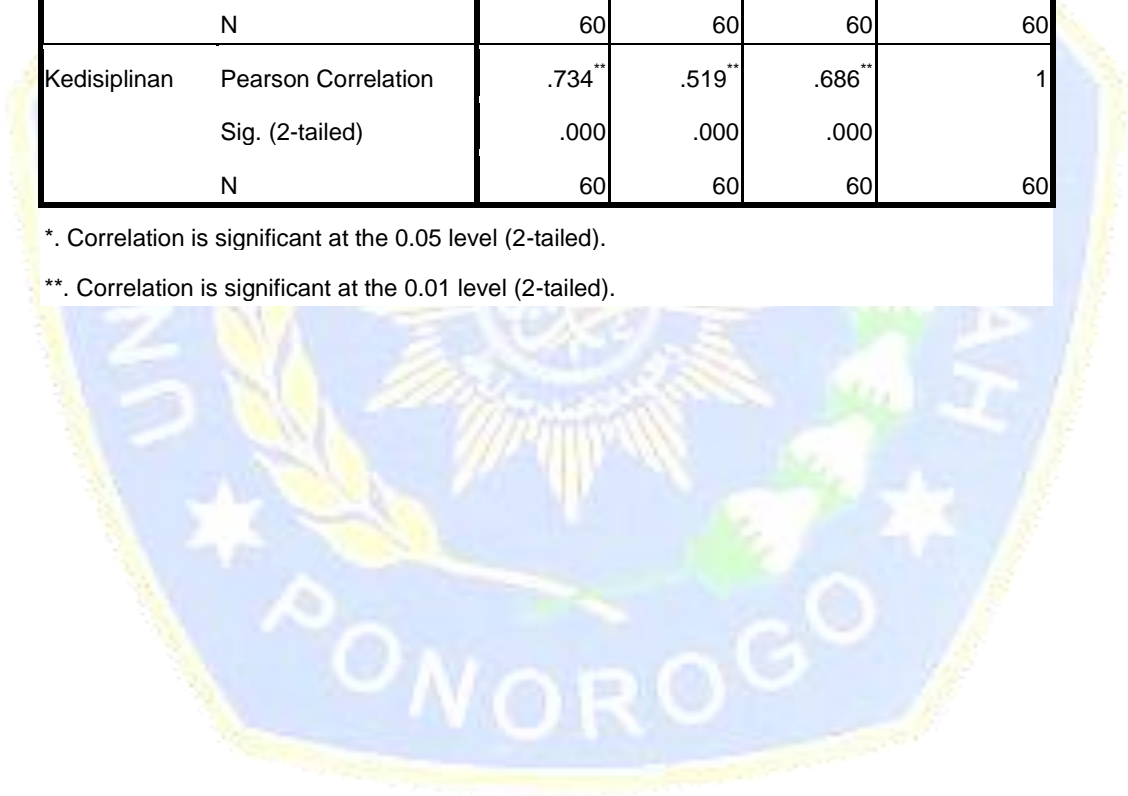 N 60 60 60 60
Kedisiplinan Pearson Correlation .734** .519** .686** 1
Sig. (2-tailed) .000 .000 .000
N 60 60 60 60
*. Correlation is significant at the 0.05 level (2-tailed).
**. Correlation is significant at the 0.01 level (2-tailed).
UN
AH
PONOROGO